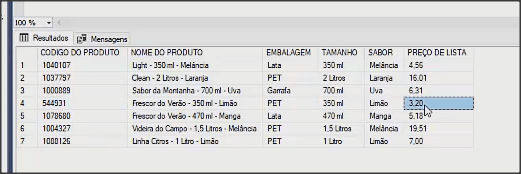 100 %
Resultados Mensagens
CODIGO DO PRODUTO NOME DO PRODUTO EMBALAGEM TAMANHO SABOR PREÇO DE LISTA
1 1040107 Light - 350 ml - Melância Lata 350 ml Melância 4,56
2 1037797 Clean - 2 Litros - Laranja PET 2 Litros Laranja 16,01
3 1000889 Sabor da Montanha - 700 ml - Uva Garrafa 700 ml Uva 6,31
4 544931 Frescor do Verão - 350 ml - Limão PET 350 ml Limão 3,20
5 1078680 Frescor do Verão - 470 ml - Manga Lata 470 ml Manga 5,18
6 1004327 Videira do Campo - 1,5 Litros - Melância PET 1,5 Litros Melância 19,51
7 1088126 Linha Citros - 1 Litro - Limão PET 1 Litro Limão 7,00